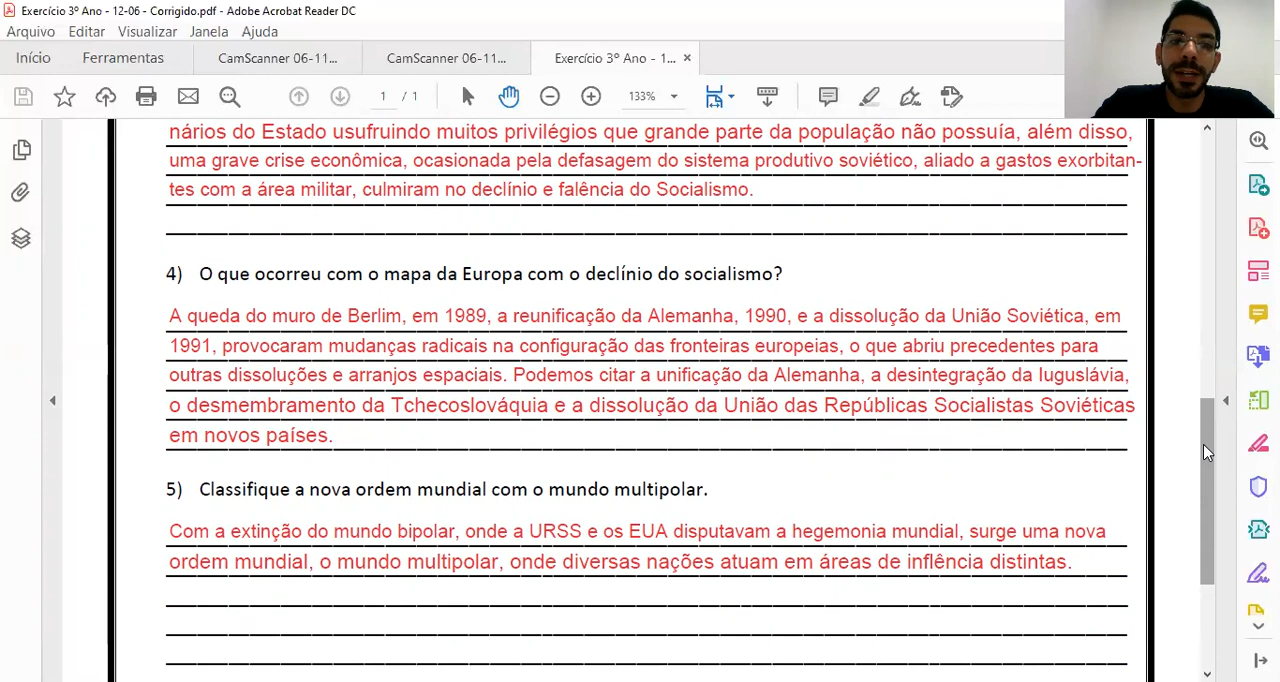 Exercício 3º Ano - 12-06 - Corrigido.pdf - Adobe Acrobat Reader DC
Arquivo Editar Visualizar Janela Ajuda
Início Ferramentas CamScanner 06-11... CamScanner 06-11... Exercício 3º Ano - 1... ×
1 / 1 133%
nários do Estado usufruindo muitos privilégios que grande parte da população não possuía, além disso,
uma grave crise econômica, ocasionada pela defasagem do sistema produtivo soviético, aliado a gastos exorbitan-
tes com a área militar, culmiram no declínio e falência do Socialismo.
4) O que ocorreu com o mapa da Europa com o declínio do socialismo?
A queda do muro de Berlim, em 1989, a reunificação da Alemanha, 1990, e a dissolução da União Soviética, em
1991, provocaram mudanças radicais na configuração das fronteiras europeias, o que abriu precedentes para
outras dissoluções e arranjos espaciais. Podemos citar a unificação da Alemanha, a desintegração da Iuguslávia,
o desmembramento da Tchecoslováquia e a dissolução da União das Repúblicas Socialistas Soviéticas
em novos países.
5) Classifique a nova ordem mundial com o mundo multipolar.
Com a extinção do mundo bipolar, onde a URSS e os EUA disputavam a hegemonia mundial, surge uma nova
ordem mundial, o mundo multipolar, onde diversas nações atuam em áreas de inflência distintas.